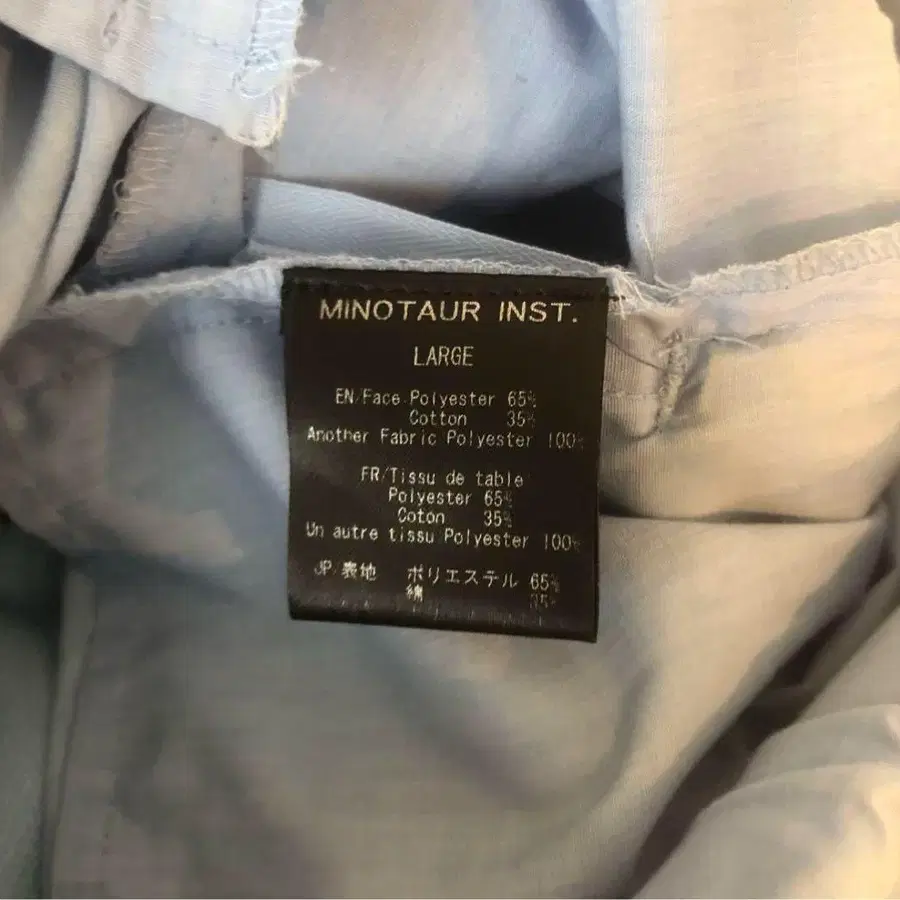 MINOTAUR INST.
LARGE
EN/Face Polyester 65%
Cotton 35%
Another Fabric Polyester 100%
FR/Tissu de table
Polyester 65%
Coton 35%
Un autre tissu Polyester 100%
JP/表地 ポリエステル 65%
綿 35%